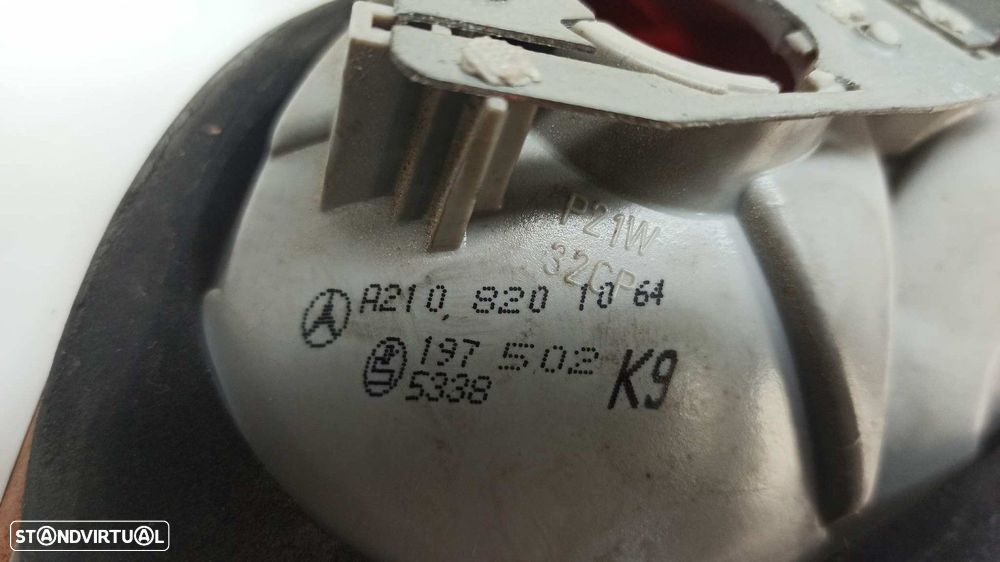 P21W
32CP
A210 820 10 64
197 502
5338
K9
STANDVIRTUAL